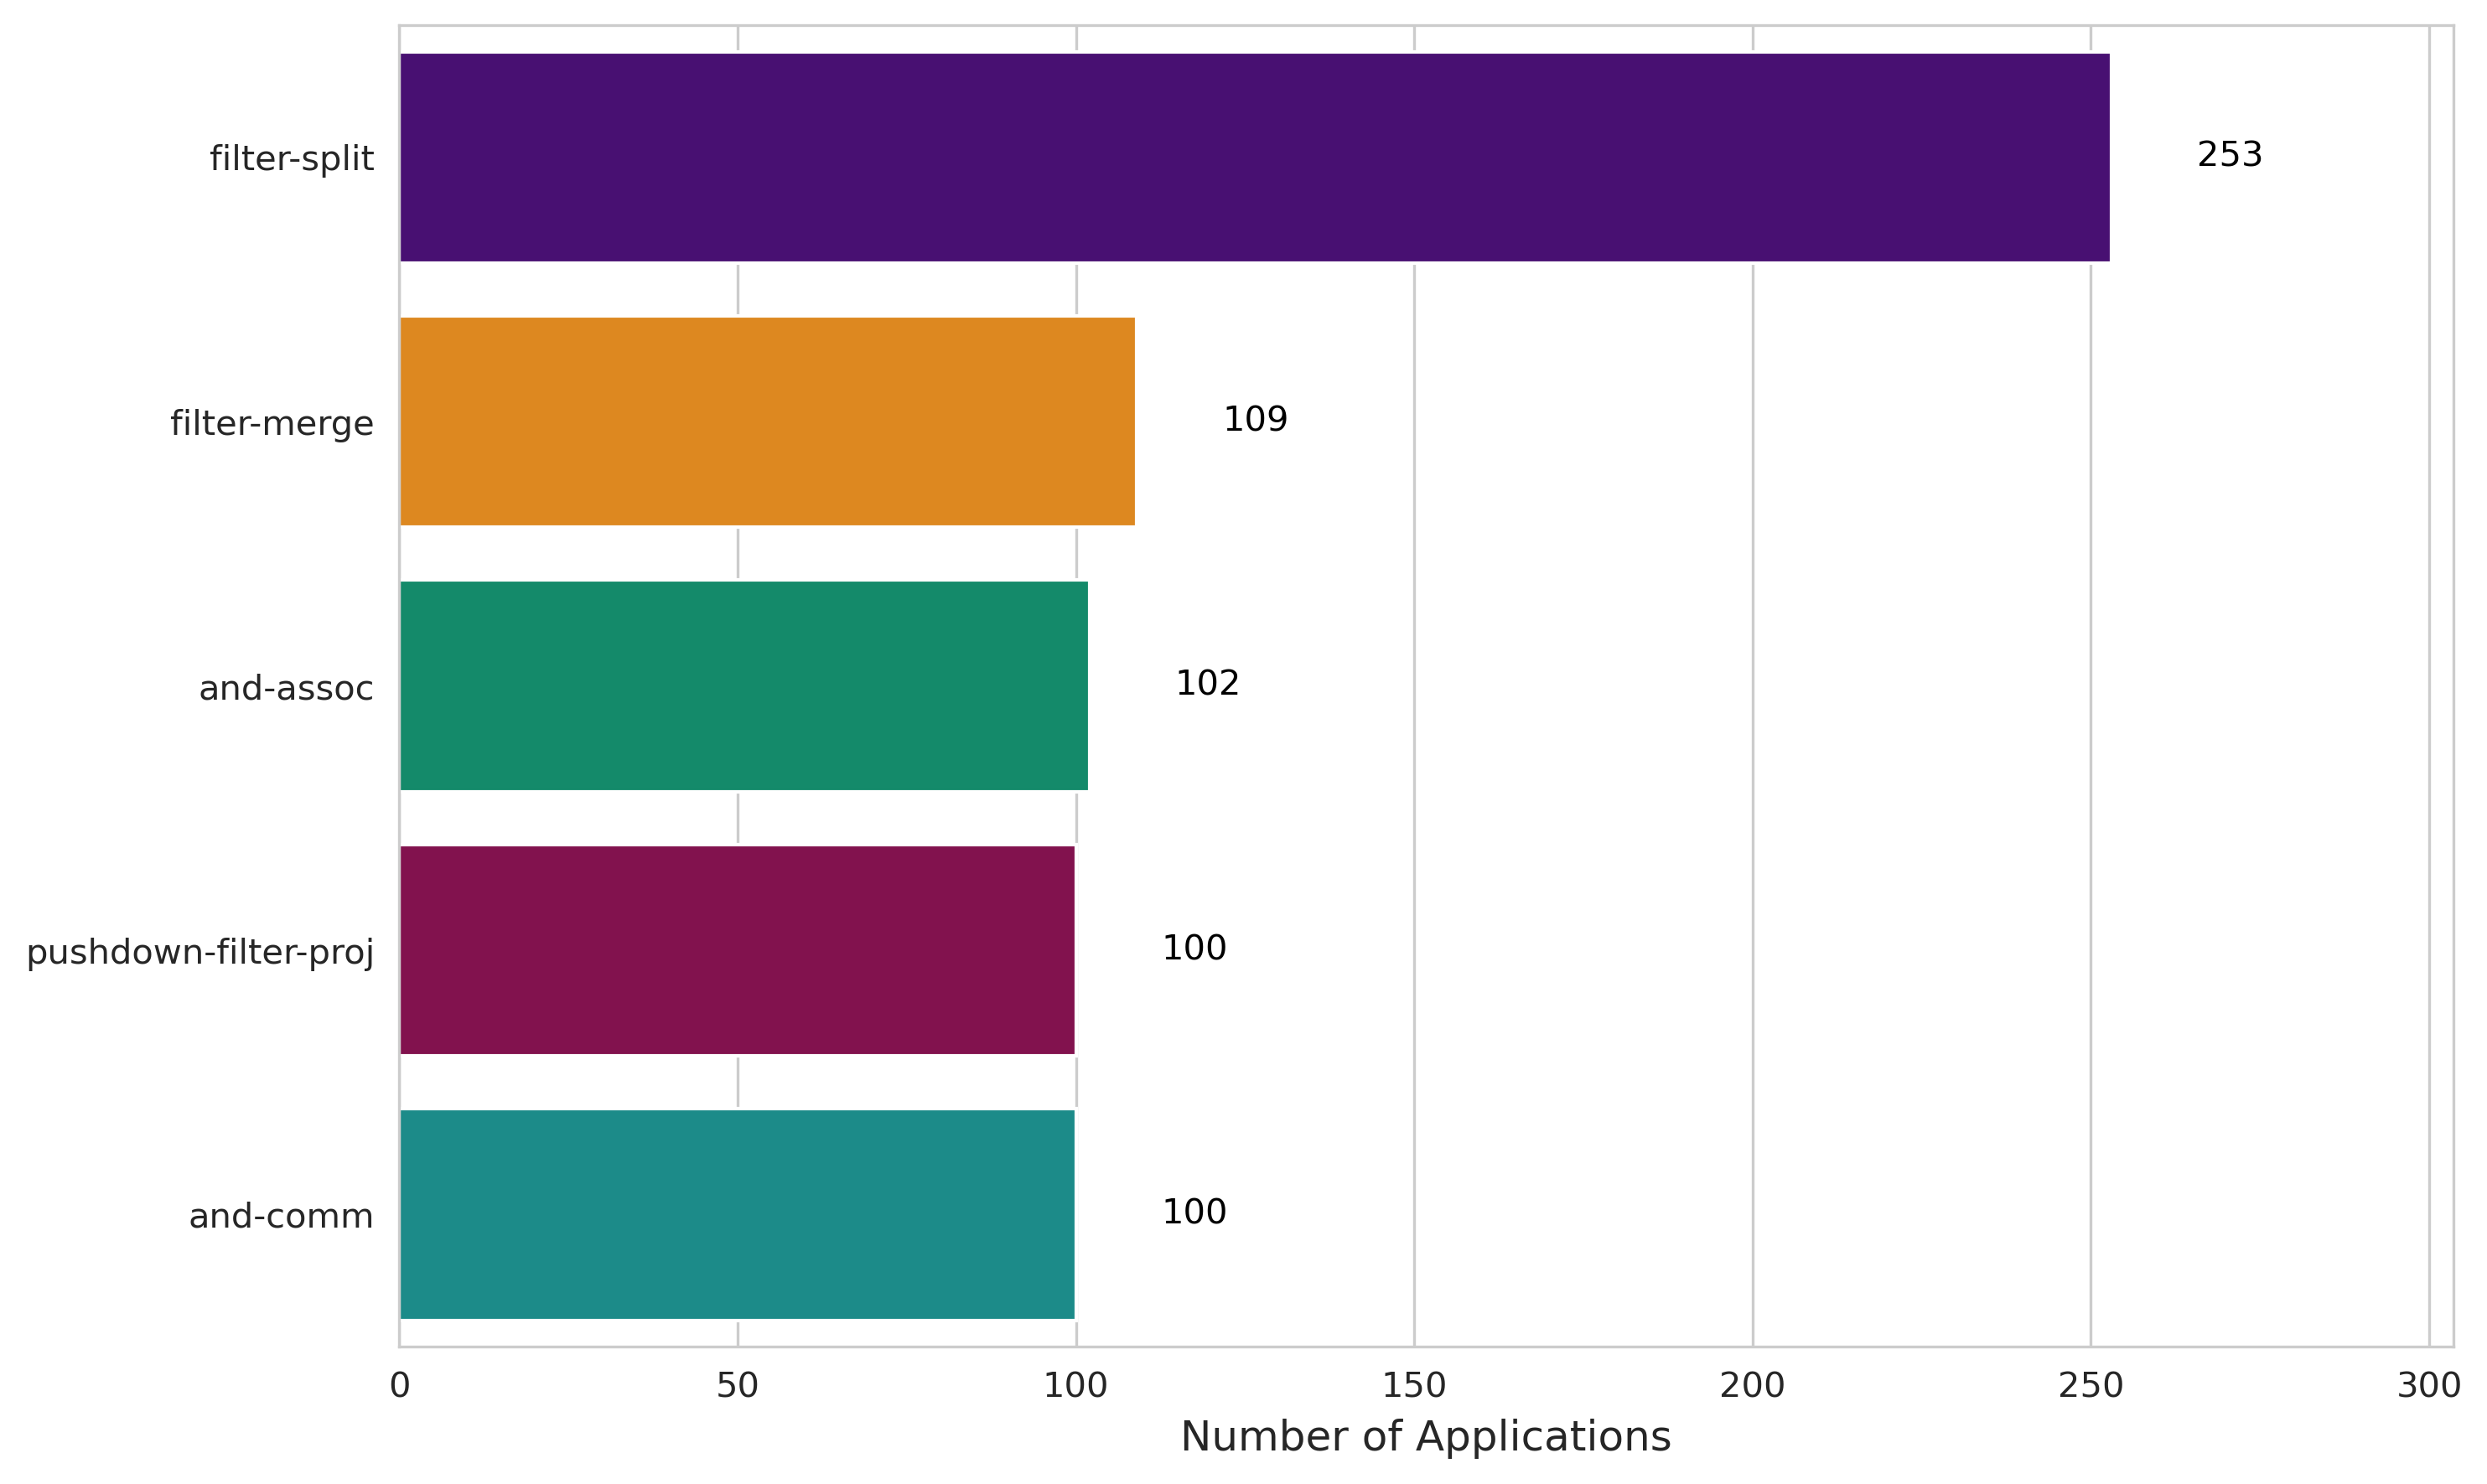 filter-split
253
filter-merge
109
and-assoc
102
pushdown-filter-proj
100
and-comm
100
0 50 100 150 200 250 300
Number of Applications